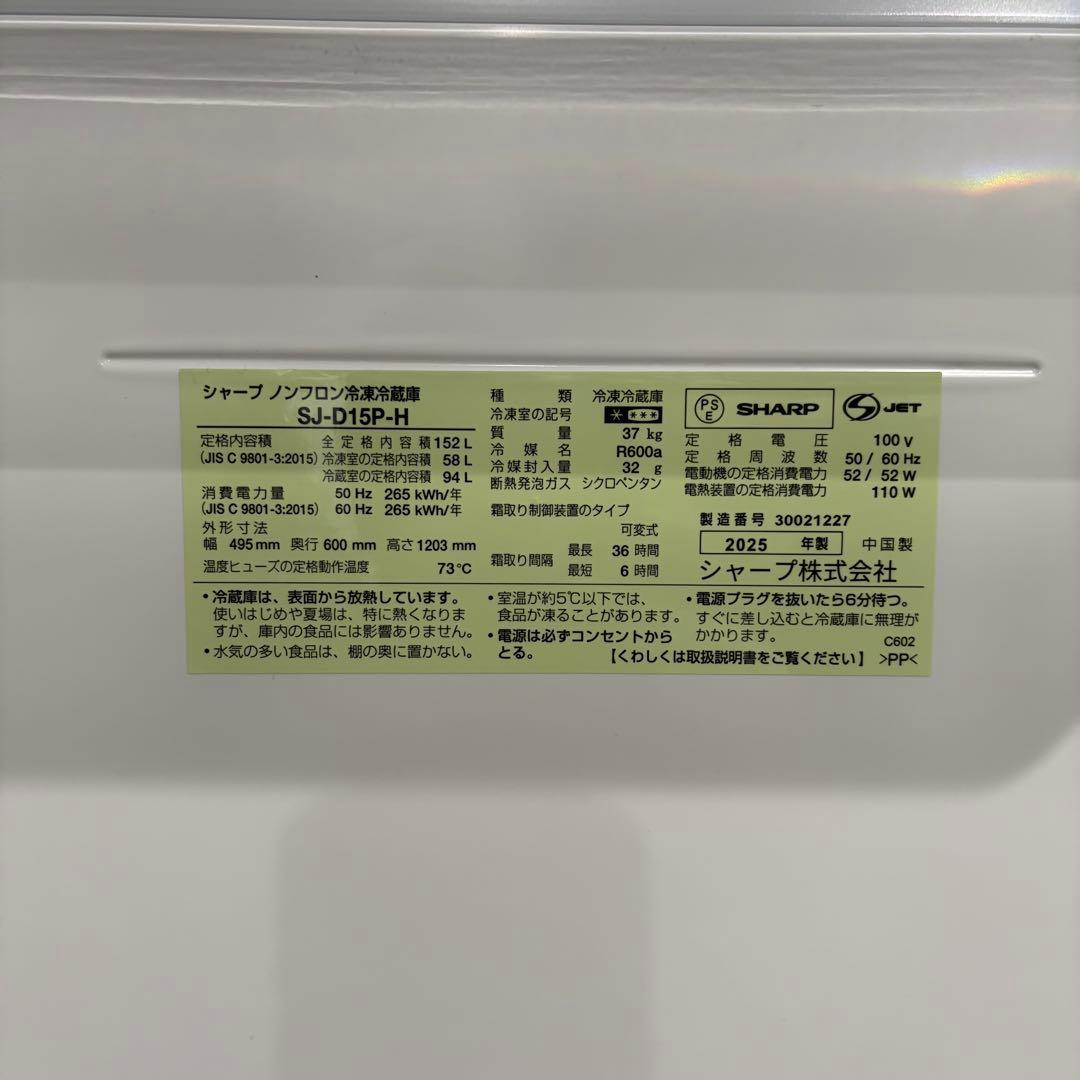 シャープ ノンフロン冷凍冷蔵庫
SJ-D15P-H
定格内容積 全定格内容積 152 L
(JIS C 9801-3:2015) 冷凍室の定格内容積 58 L
冷蔵室の定格内容積 94 L
消費電力量 50 Hz 265 kWh/年
(JIS C 9801-3:2015) 60 Hz 265 kWh/年
外形寸法
幅 495 mm 奥行 600 mm 高さ 1203 mm
温度ヒューズの定格動作温度 73℃
種類 冷凍冷蔵庫
冷凍室の記号 * ***
質量 37 kg
冷媒名 R600a
冷媒封入量 32 g
断熱発泡ガス シクロペンタン
霜取り制御装置のタイプ
可変式
霜取り間隔 最長 36 時間
最短 6 時間
PSE SHARP S JET
定格電圧 100 V
定格周波数 50 / 60 Hz
電動機の定格消費電力 52 / 52 W
電熱装置の定格消費電力 110 W
製造番号 30021227
2025 年製 中国製
シャープ株式会社
・冷蔵庫は、表面から放熱しています。
使いはじめや夏場は、特に熱くなりま
すが、庫内の食品には影響ありません。
・水気の多い食品は、棚の奥に置かない。
・室温が約5℃以下では、
食品が凍ることがあります。
・電源は必ずコンセントから
とる。
・電源プラグを抜いたら6分待つ。
すぐに差し込むと冷蔵庫に無理が
かかります。
C602
【くわしくは取扱説明書をご覧ください】 >PP<